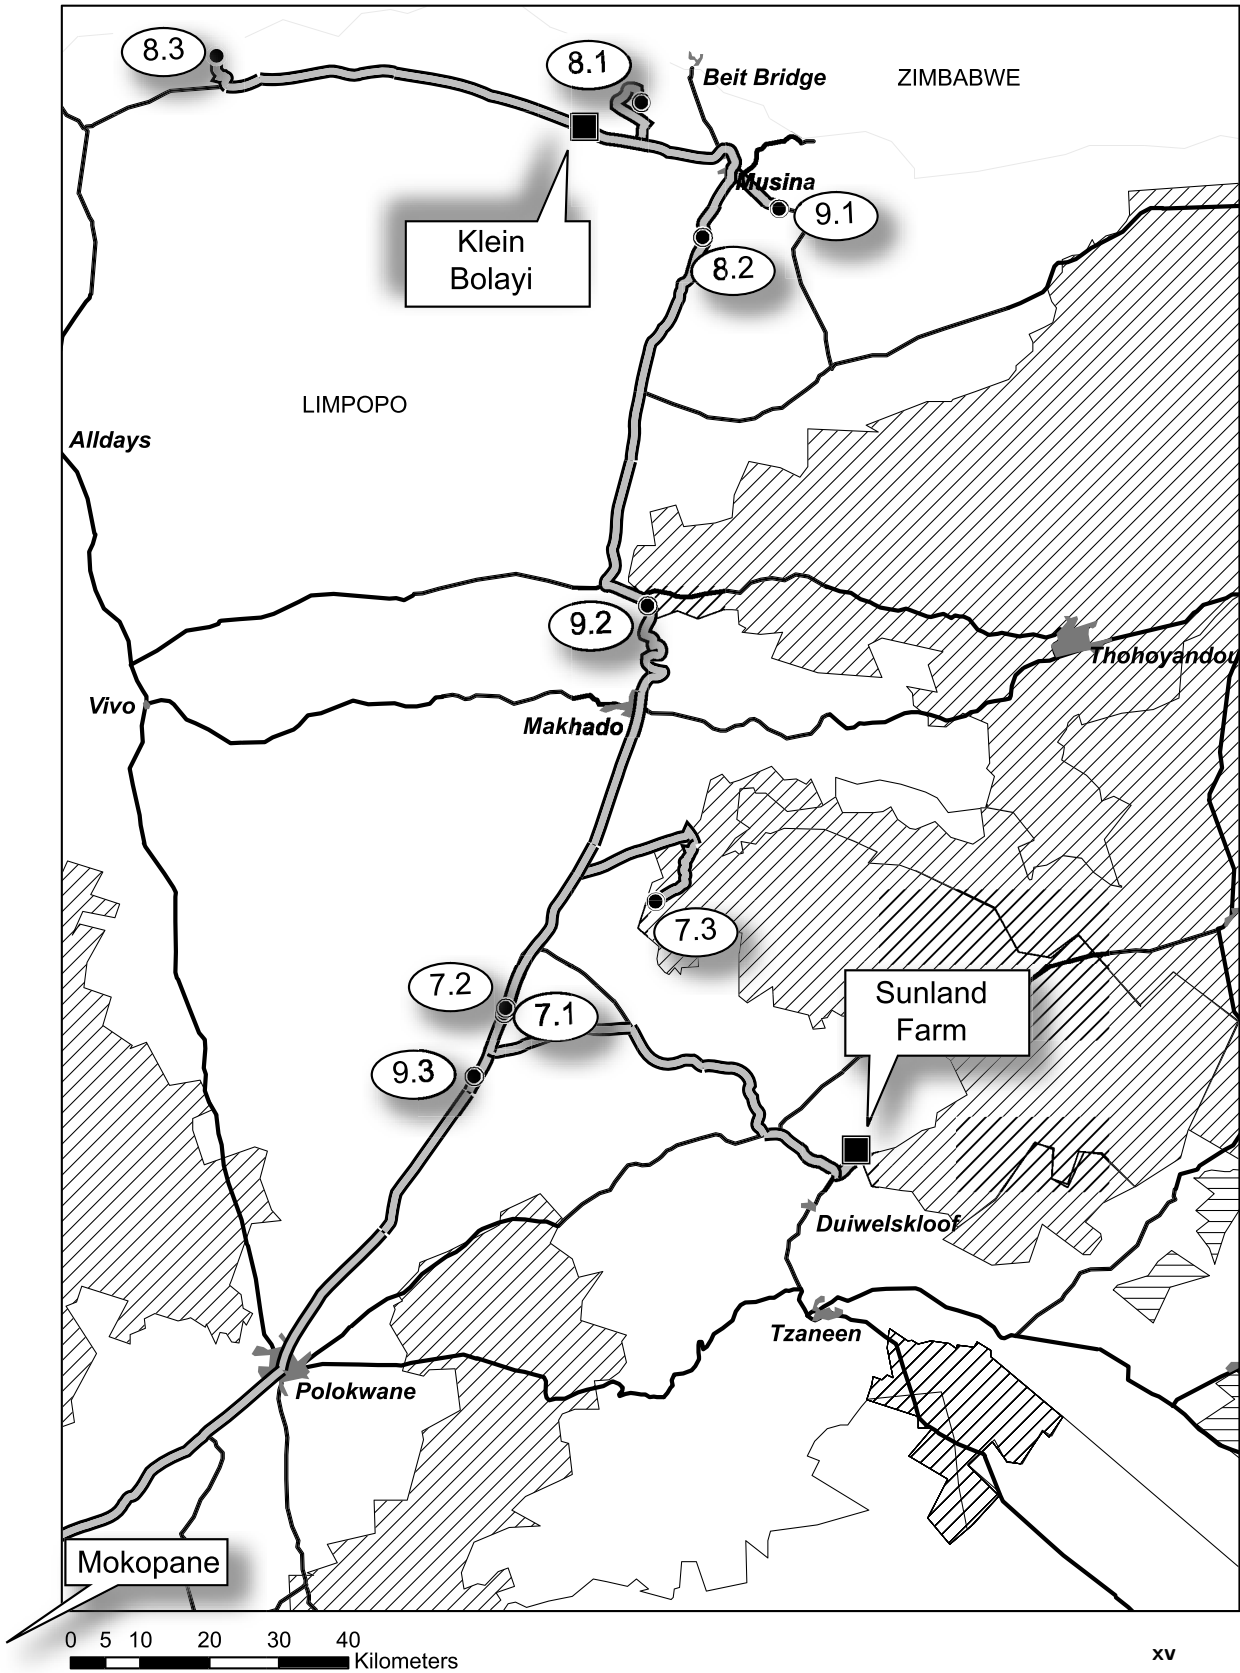 8.3
8.1
Beit Bridge
ZIMBABWE
Musina
9.1
Klein
Bolayi
8.2
LIMPOPO
Alldays
9.2
Thohoyandou
Vivo
Makhado
7.3
7.2
7.1
Sunland
Farm
9.3
Duiwelskloof
Tzaneen
Polokwane
Mokopane
0 5 10 20 30 40
Kilometers
xv